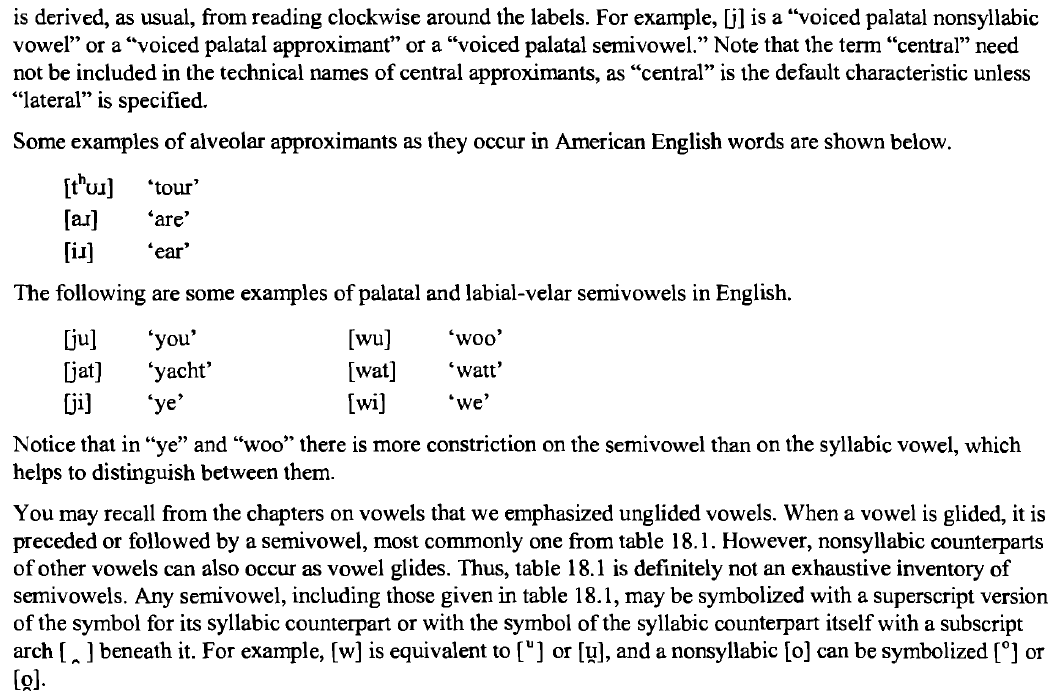 is derived, as usual, from reading clockwise around the labels. For example, [j] is a “voiced palatal nonsyllabic
vowel” or a “voiced palatal approximant” or a “voiced palatal semivowel.” Note that the term “central” need
not be included in the technical names of central approximants, as “central” is the default characteristic unless
“lateral” is specified.
Some examples of alveolar approximants as they occur in American English words are shown below.
[tʰʊɹ] ‘tour’
[aɹ] ‘are’
[iɹ] ‘ear’
The following are some examples of palatal and labial-velar semivowels in English.
[ju] ‘you’ [wu] ‘woo’
[jat] ‘yacht’ [wat] ‘watt’
[ji] ‘ye’ [wi] ‘we’
Notice that in “ye” and “woo” there is more constriction on the semivowel than on the syllabic vowel, which
helps to distinguish between them.
You may recall from the chapters on vowels that we emphasized unglided vowels. When a vowel is glided, it is
preceded or followed by a semivowel, most commonly one from table 18.1. However, nonsyllabic counterparts
of other vowels can also occur as vowel glides. Thus, table 18.1 is definitely not an exhaustive inventory of
semivowels. Any semivowel, including those given in table 18.1, may be symbolized with a superscript version
of the symbol for its syllabic counterpart or with the symbol of the syllabic counterpart itself with a subscript
arch [ ̯ ] beneath it. For example, [w] is equivalent to [ᵘ] or [u̯], and a nonsyllabic [o] can be symbolized [ᵒ] or
[o̯].